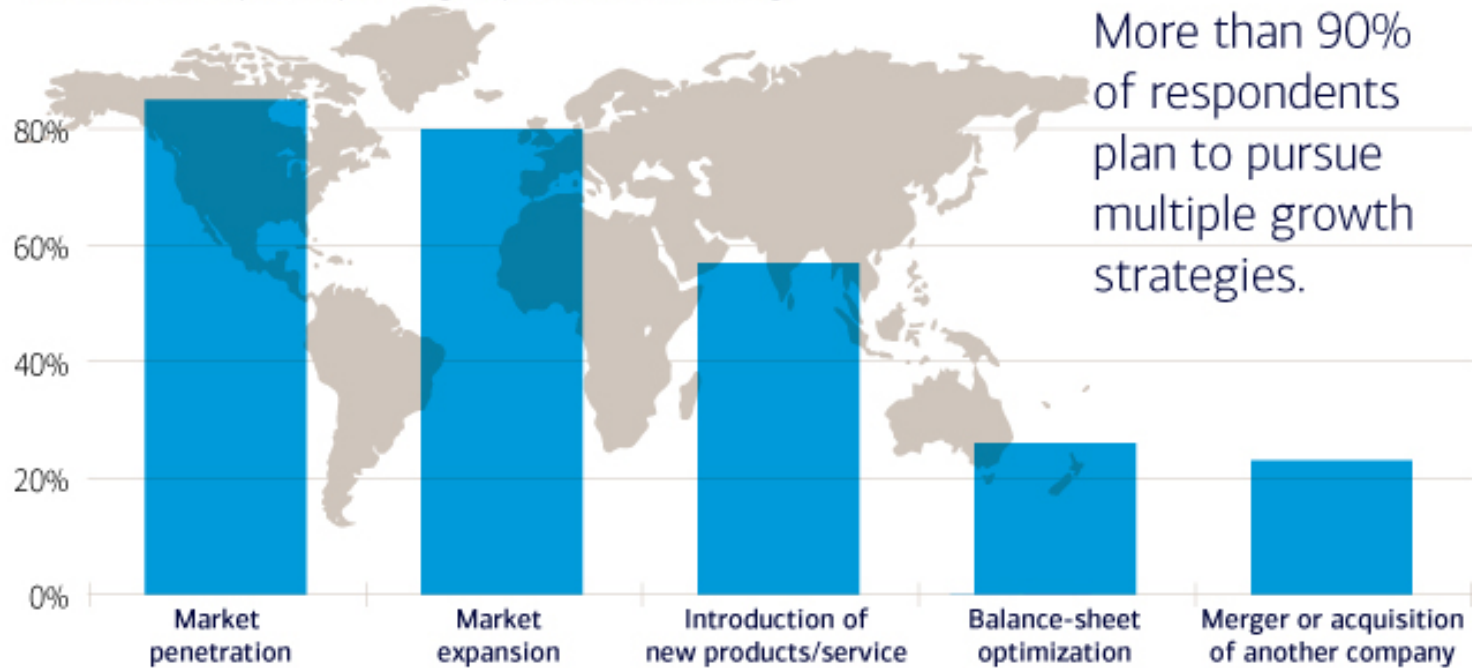 More than 90%
of respondents
plan to pursue
multiple growth
strategies.
80%
60%
40%
20%
0%
Market
penetration
Market
expansion
Introduction of
new products/service
Balance-sheet
optimization
Merger or acquisition
of another company